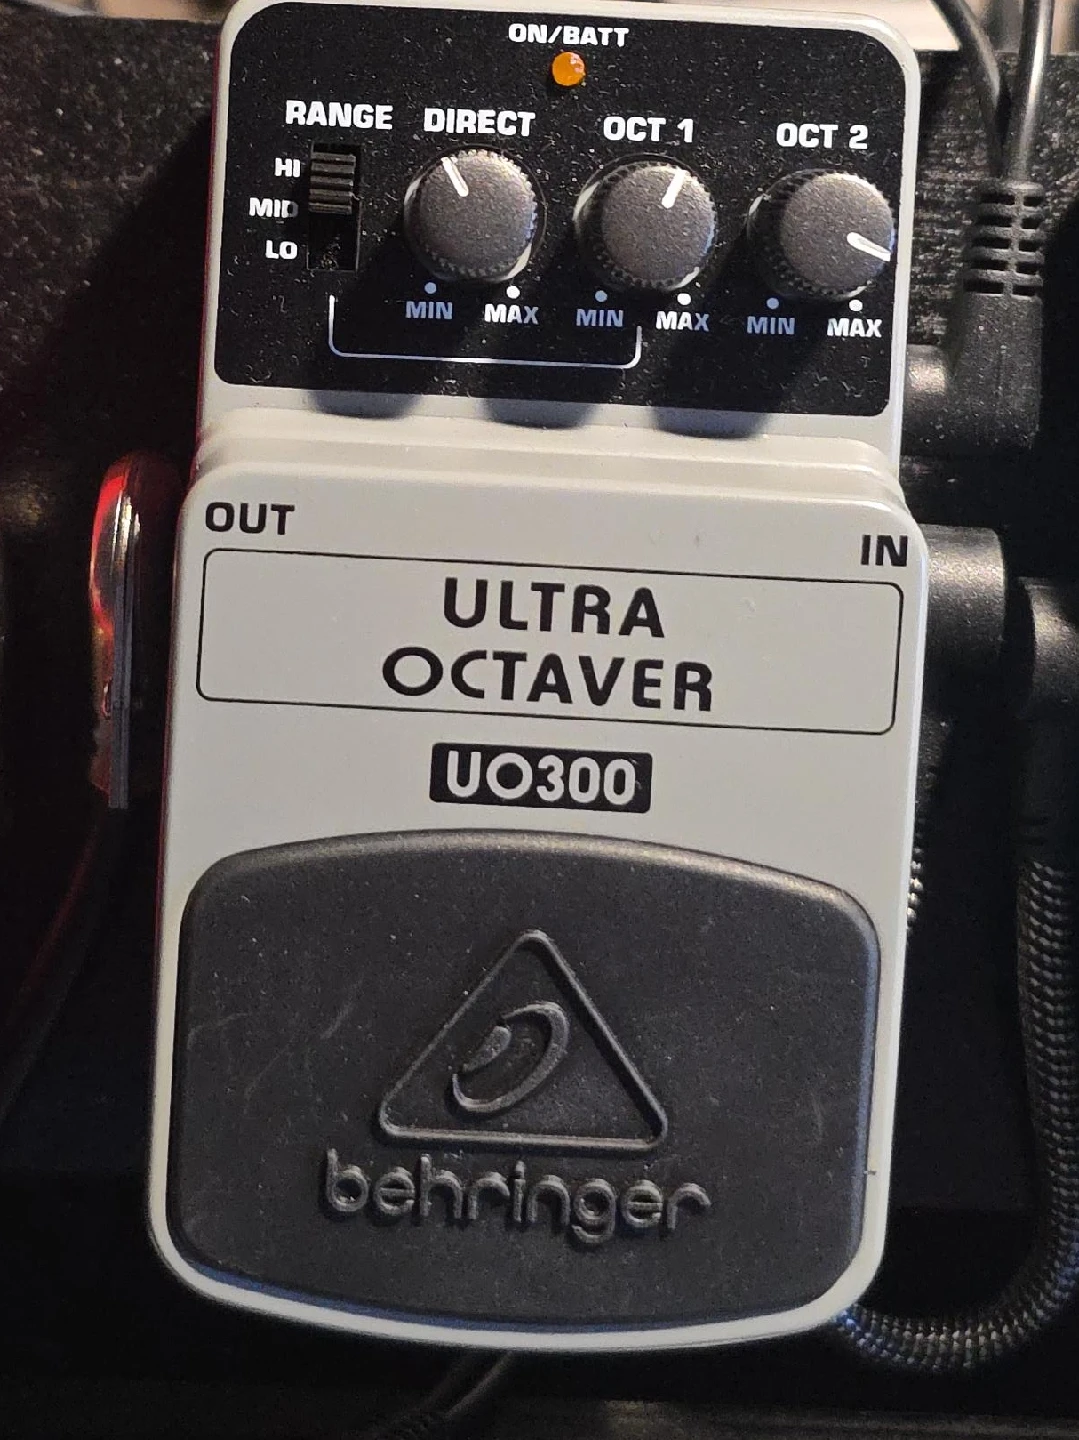 ON/BATT
RANGE DIRECT OCT 1 OCT 2
HI
MID
LO
MIN MAX MIN MAX MIN MAX
OUT IN
ULTRA
OCTAVER
UO300
behringer